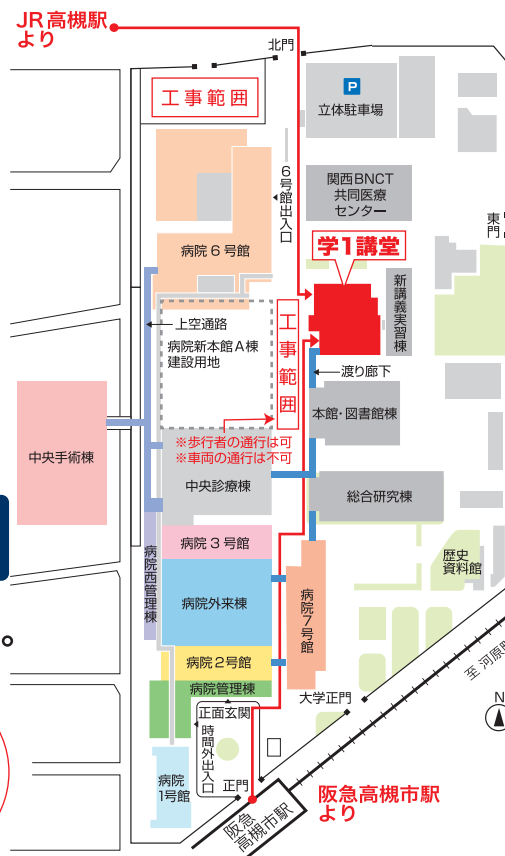 JR高槻駅
より
北門
工事範囲
P
立体駐車場
6号館出入口
関西BNCT
共同医療
センター
東門
病院6号館
学1講堂
新講義実習棟
上空通路
病院新本館A棟
建設用地
工事範囲
渡り廊下
本館・図書館棟
※歩行者の通行は可
※車両の通行は不可
中央手術棟
中央診療棟
総合研究棟
病院3号館
病院西管理棟
歴史
資料館
病院外来棟
病院7号館
病院2号館
至 河原町
病院管理棟
大学正門
正面玄関
N
時間外出入口
病院
1号館
正門
阪急高槻市駅
より
阪急
高槻市駅